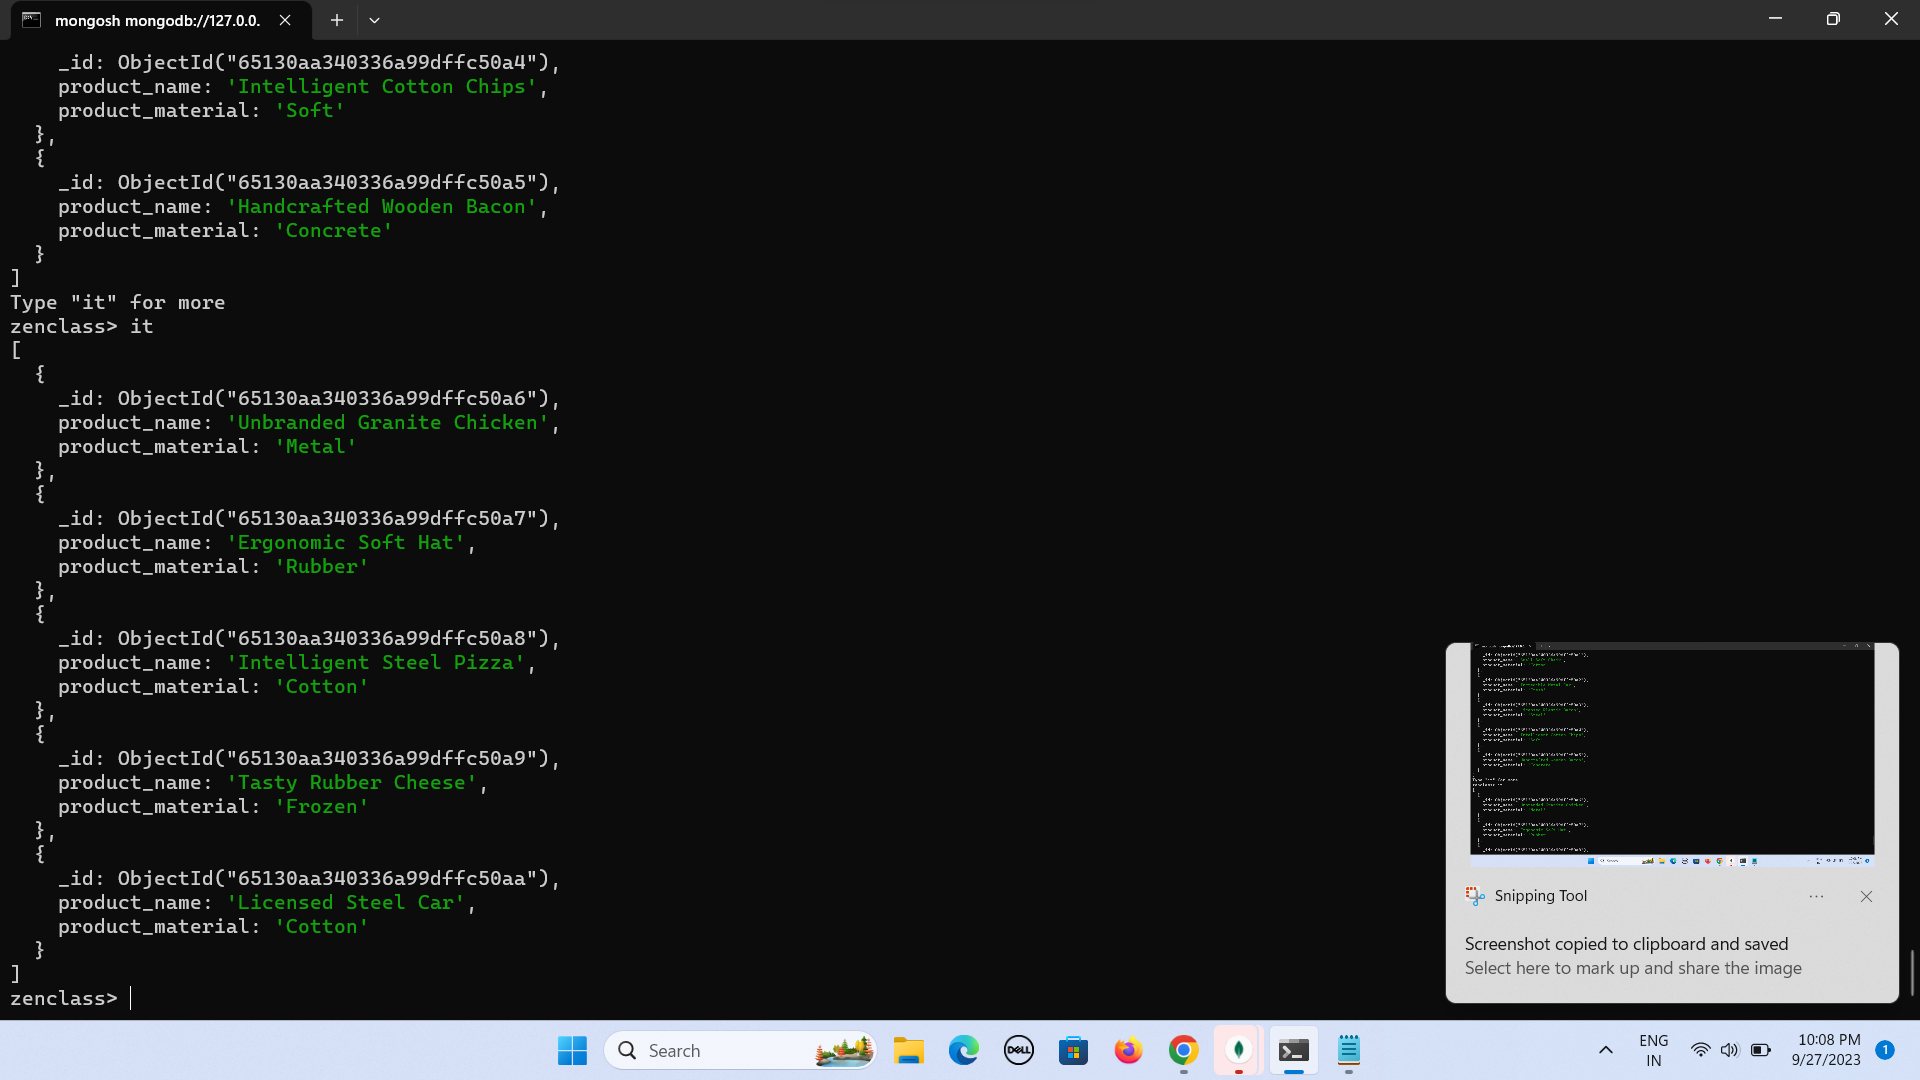 mongosh mongodb://127.0.0.
_id: ObjectId("65130aa340336a99dffc50a4"),
product_name: 'Intelligent Cotton Chips',
product_material: 'Soft'
},
{
_id: ObjectId("65130aa340336a99dffc50a5"),
product_name: 'Handcrafted Wooden Bacon',
product_material: 'Concrete'
}
]
Type "it" for more
zenclass> it
[
{
_id: ObjectId("65130aa340336a99dffc50a6"),
product_name: 'Unbranded Granite Chicken',
product_material: 'Metal'
},
{
_id: ObjectId("65130aa340336a99dffc50a7"),
product_name: 'Ergonomic Soft Hat',
product_material: 'Rubber'
},
{
_id: ObjectId("65130aa340336a99dffc50a8"),
product_name: 'Intelligent Steel Pizza',
product_material: 'Cotton'
},
{
_id: ObjectId("65130aa340336a99dffc50a9"),
product_name: 'Tasty Rubber Cheese',
product_material: 'Frozen'
},
{
_id: ObjectId("65130aa340336a99dffc50aa"),
product_name: 'Licensed Steel Car',
product_material: 'Cotton'
}
]
zenclass>
Snipping Tool
Screenshot copied to clipboard and saved
Select here to mark up and share the image
Search
DELL
ENG
IN
10:08 PM
9/27/2023
1